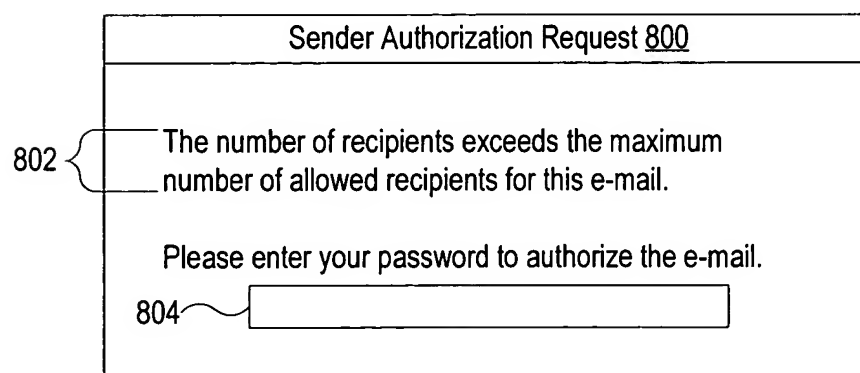 Sender Authorization Request 800
802
The number of recipients exceeds the maximum
number of allowed recipients for this e-mail.
Please enter your password to authorize the e-mail.
804